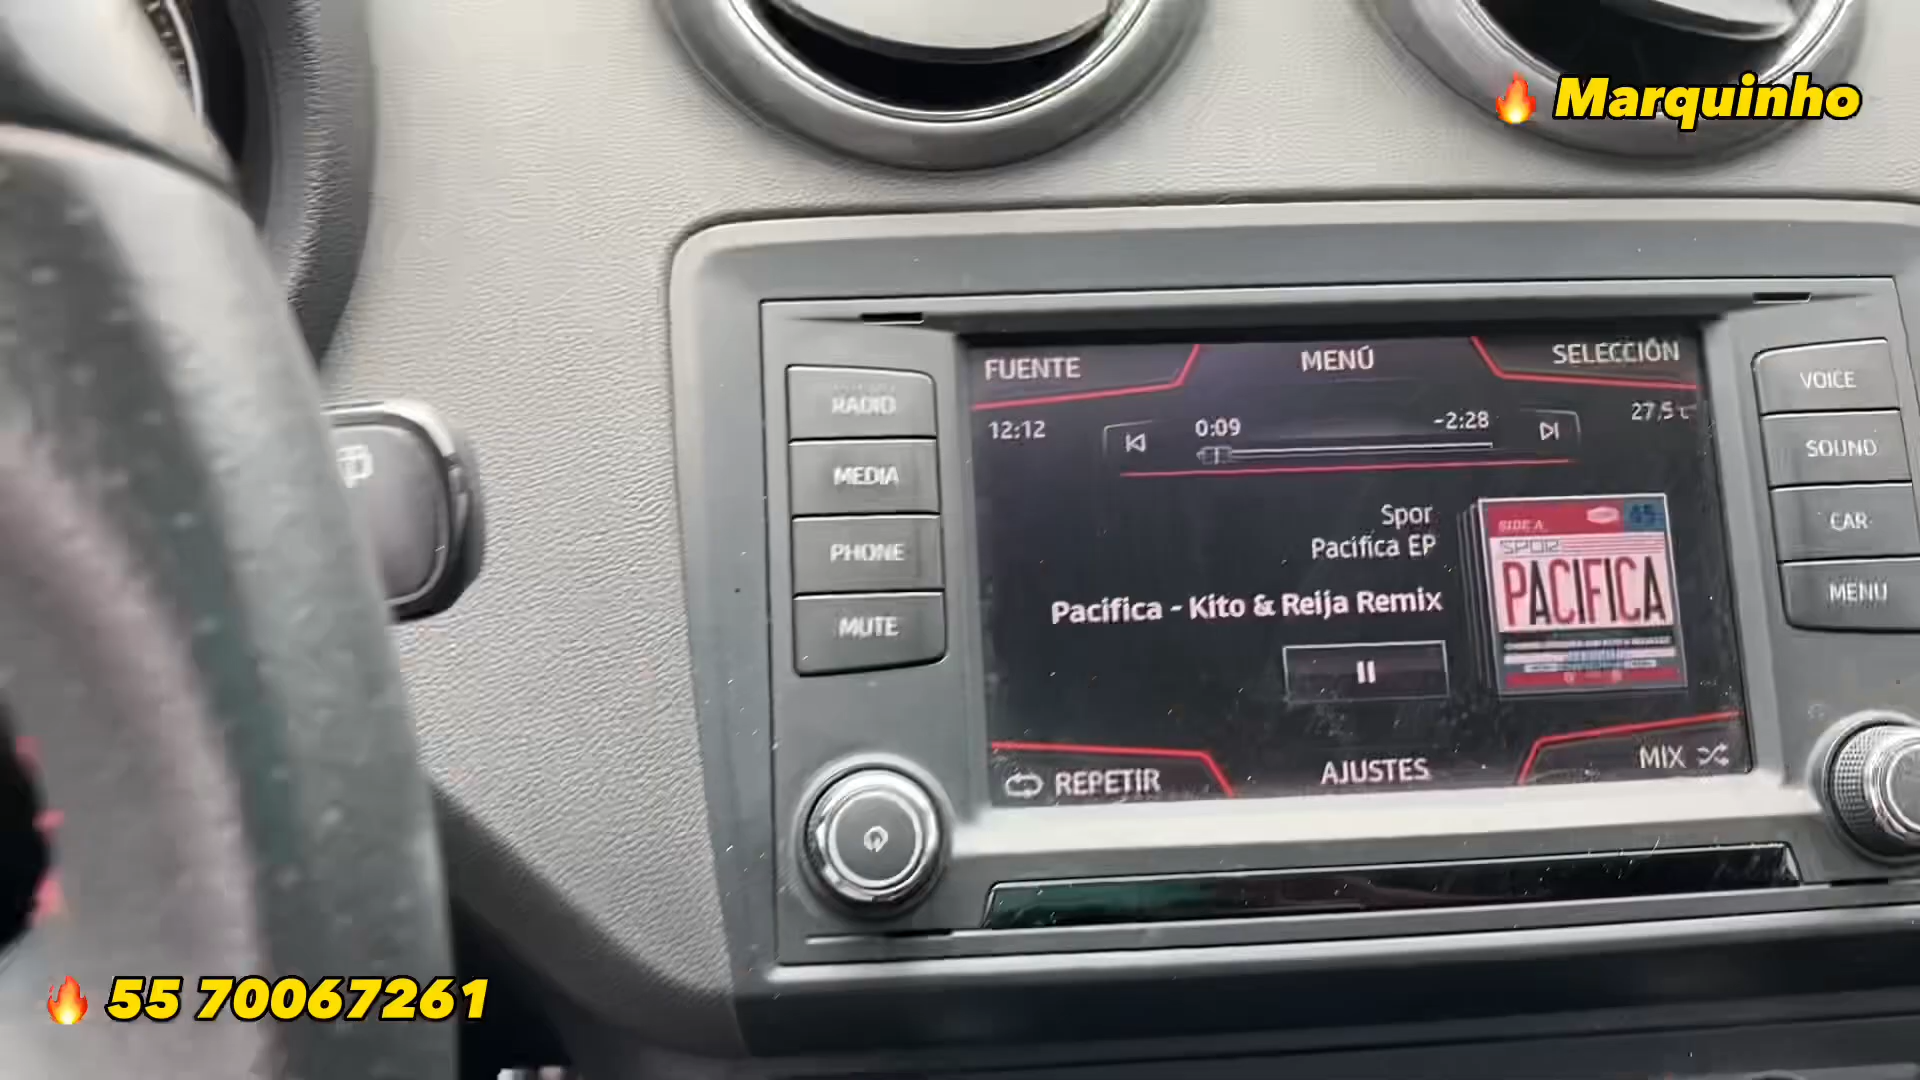 Marquinho
FUENTE
MENÚ
SELECCIÓN
RADIO
MEDIA
PHONE
MUTE
VOICE
SOUND
CAR
MENU
12:12
0:09
-2:28
27.5
Spor
Pacifica EP
Pacifica - Kito & Reija Remix
SIDE A
45
SPOR
PACIFICA
REPETIR
AJUSTES
MIX
55 70067261